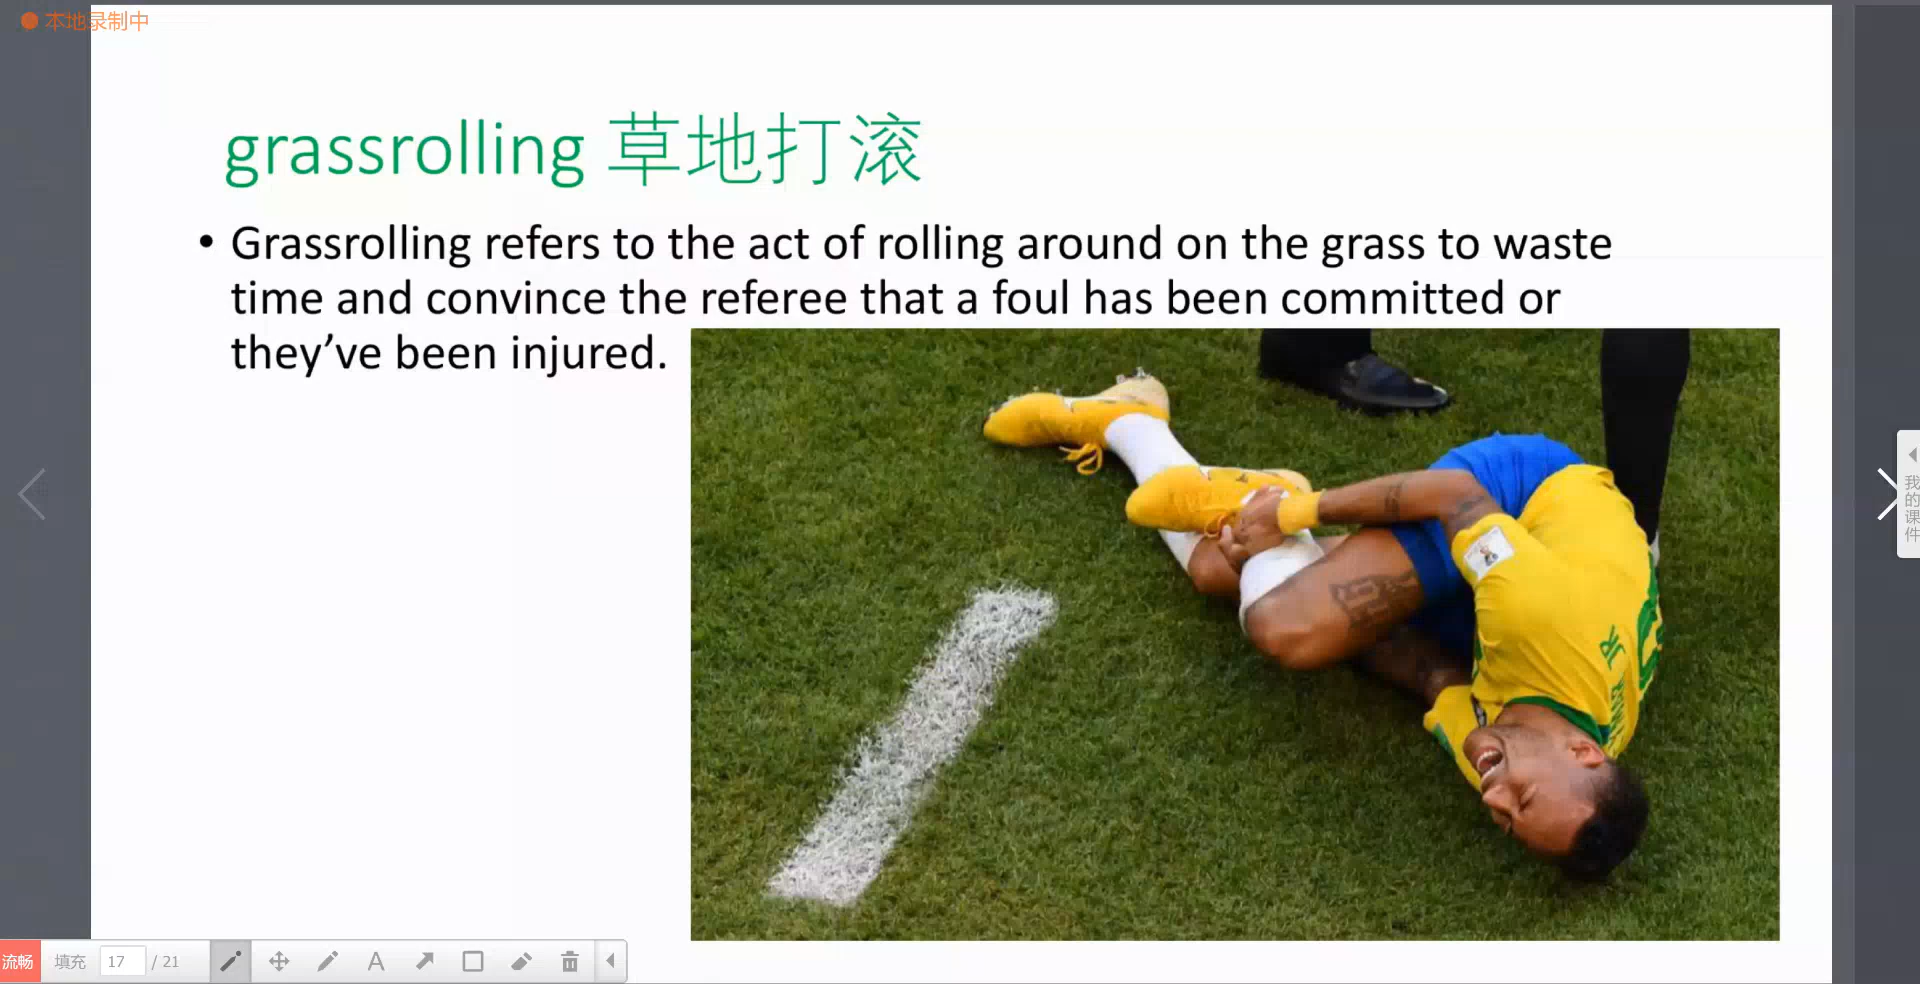 本地录制中
grassrolling 草地打滚
• Grassrolling refers to the act of rolling around on the grass to waste
time and convince the referee that a foul has been committed or
they’ve been injured.
JR
我的课件
流畅 填充 17 / 21 A